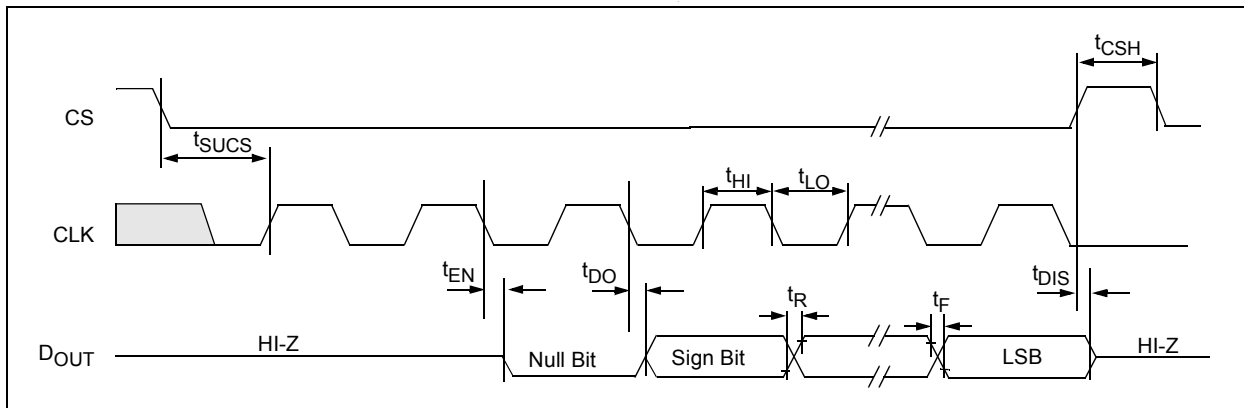 tCSH
CS
tSUCS
tHI
tLO
CLK
tEN
tDO
tR
tF
tDIS
DOUT
HI-Z
Null Bit
Sign Bit
LSB
HI-Z